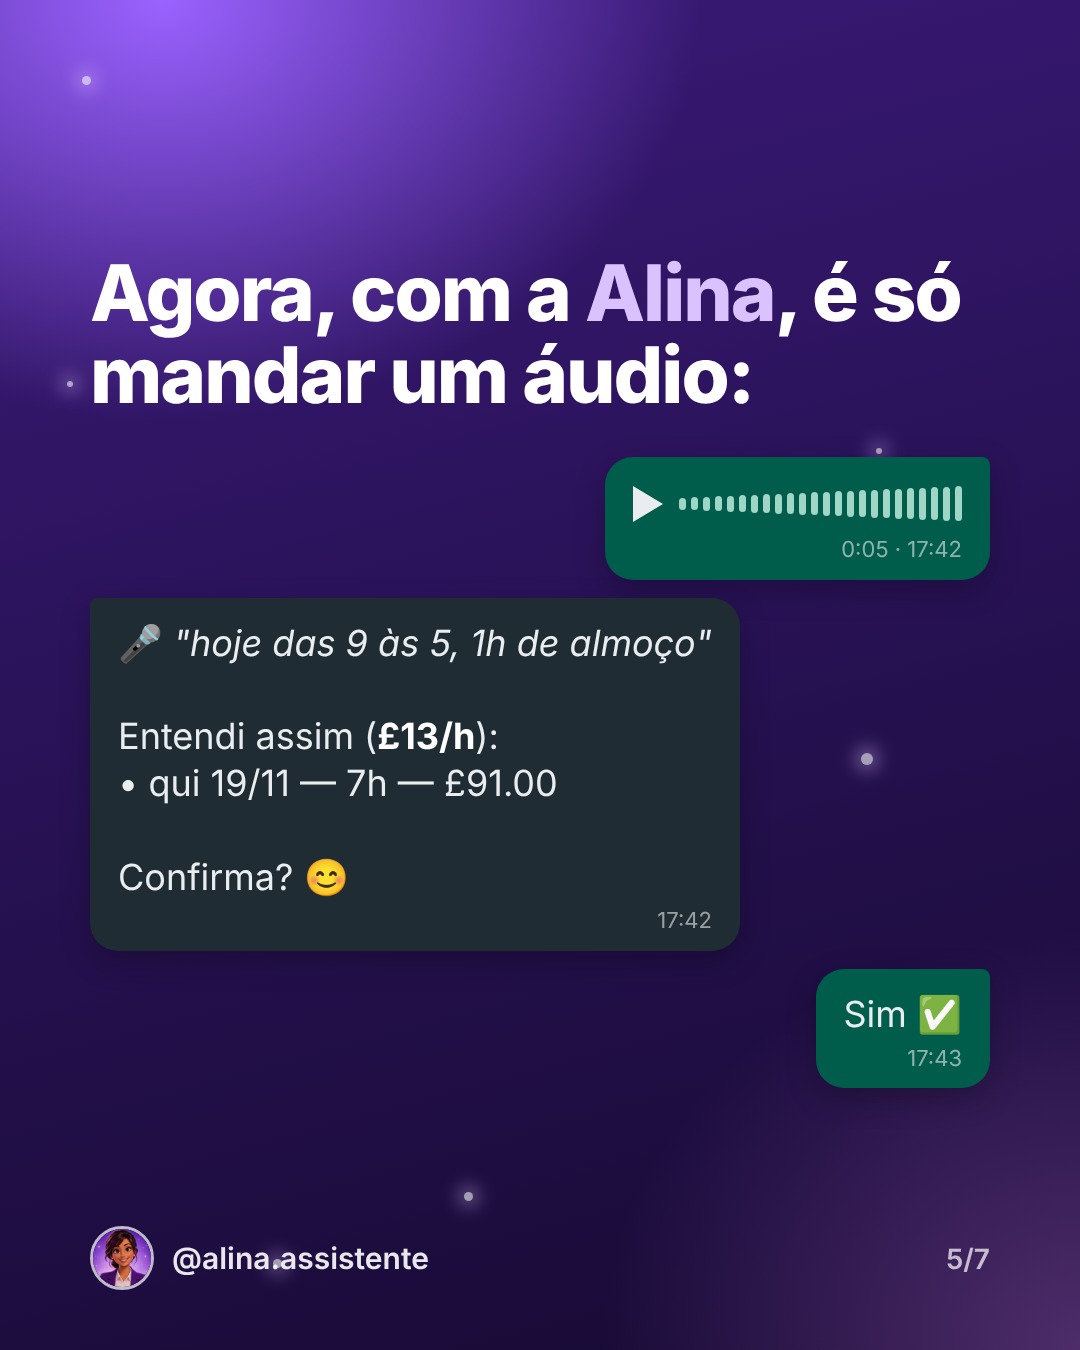 Agora, com a Alina, é só
mandar um áudio:
0:05 · 17:42
🎤 "hoje das 9 às 5, 1h de almoço"
Entendi assim (£13/h):
• qui 19/11 — 7h — £91.00
Confirma? 😊
17:42
Sim ✅
17:43
@alina.assistente
5/7